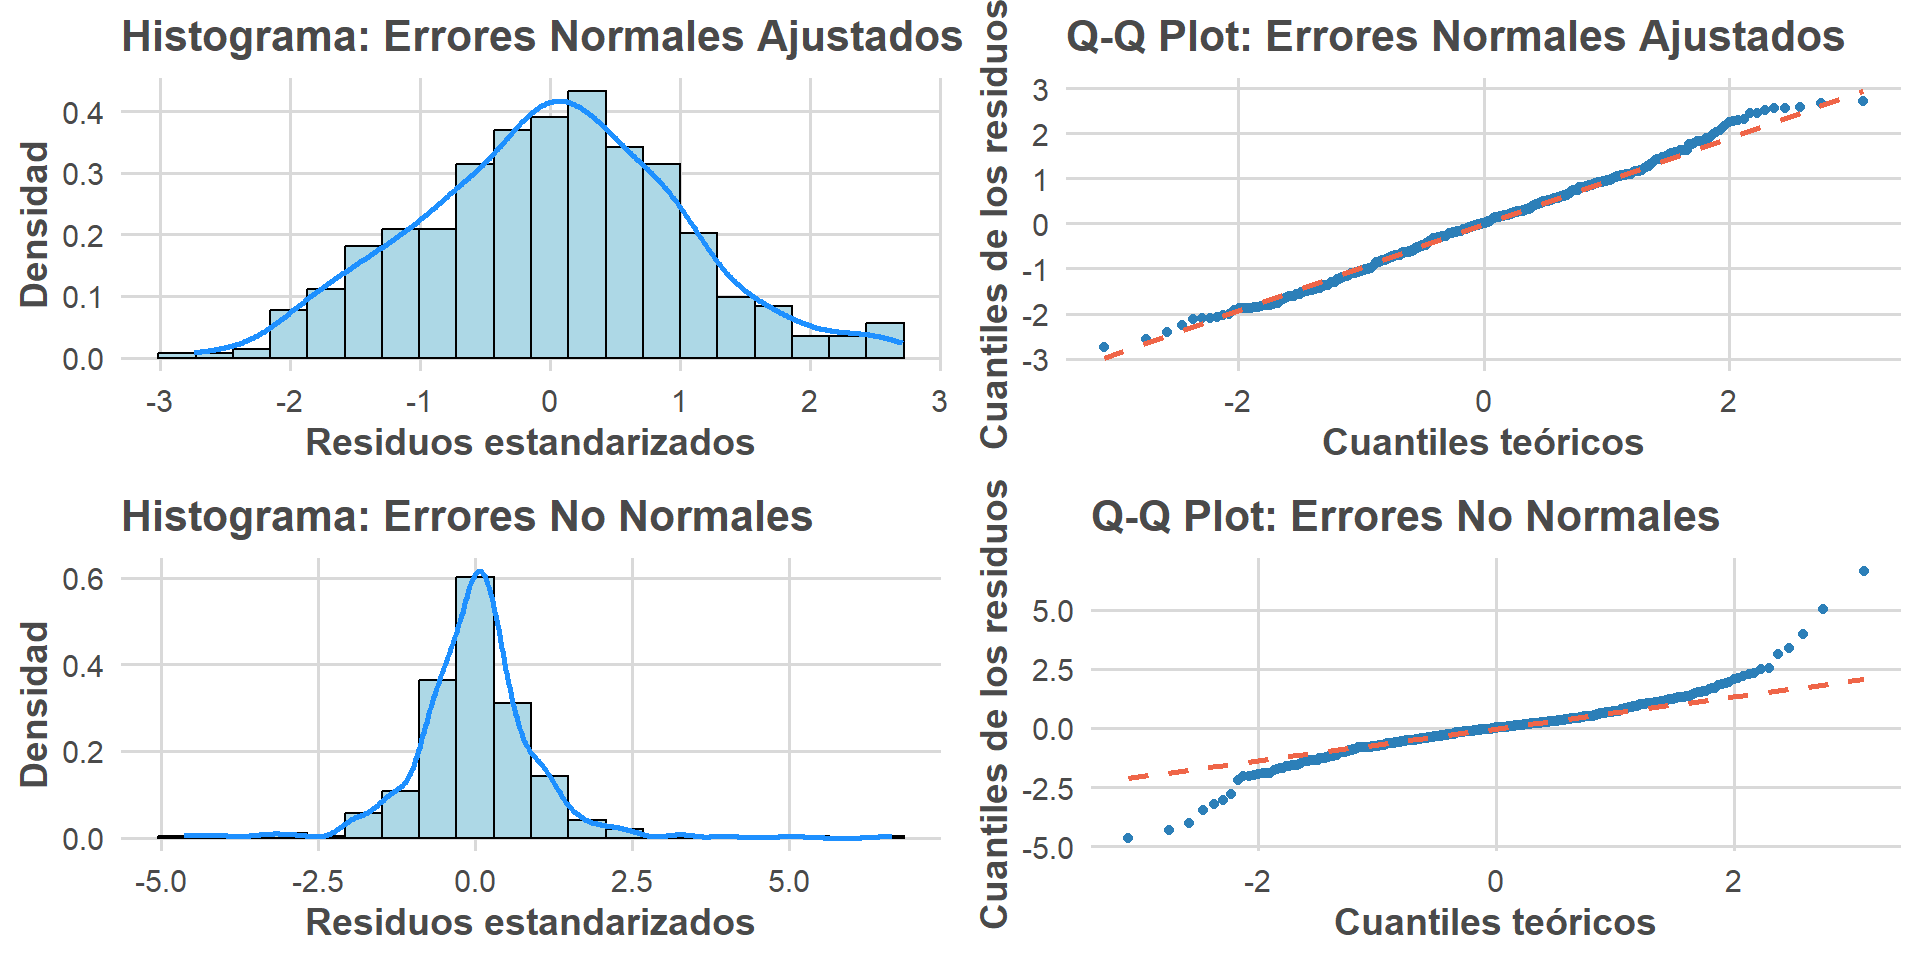 Histograma: Errores Normales Ajustados
Densidad
0.4
0.3
0.2
0.1
0.0
-3 -2 -1 0 1 2 3
Residuos estandarizados
Q-Q Plot: Errores Normales Ajustados
Cuantiles de los residuos
3
2
1
0
-1
-2
-3
-2 0 2
Cuantiles teóricos
Histograma: Errores No Normales
Densidad
0.6
0.4
0.2
0.0
-5.0 -2.5 0.0 2.5 5.0
Residuos estandarizados
Q-Q Plot: Errores No Normales
Cuantiles de los residuos
5.0
2.5
0.0
-2.5
-5.0
-2 0 2
Cuantiles teóricos